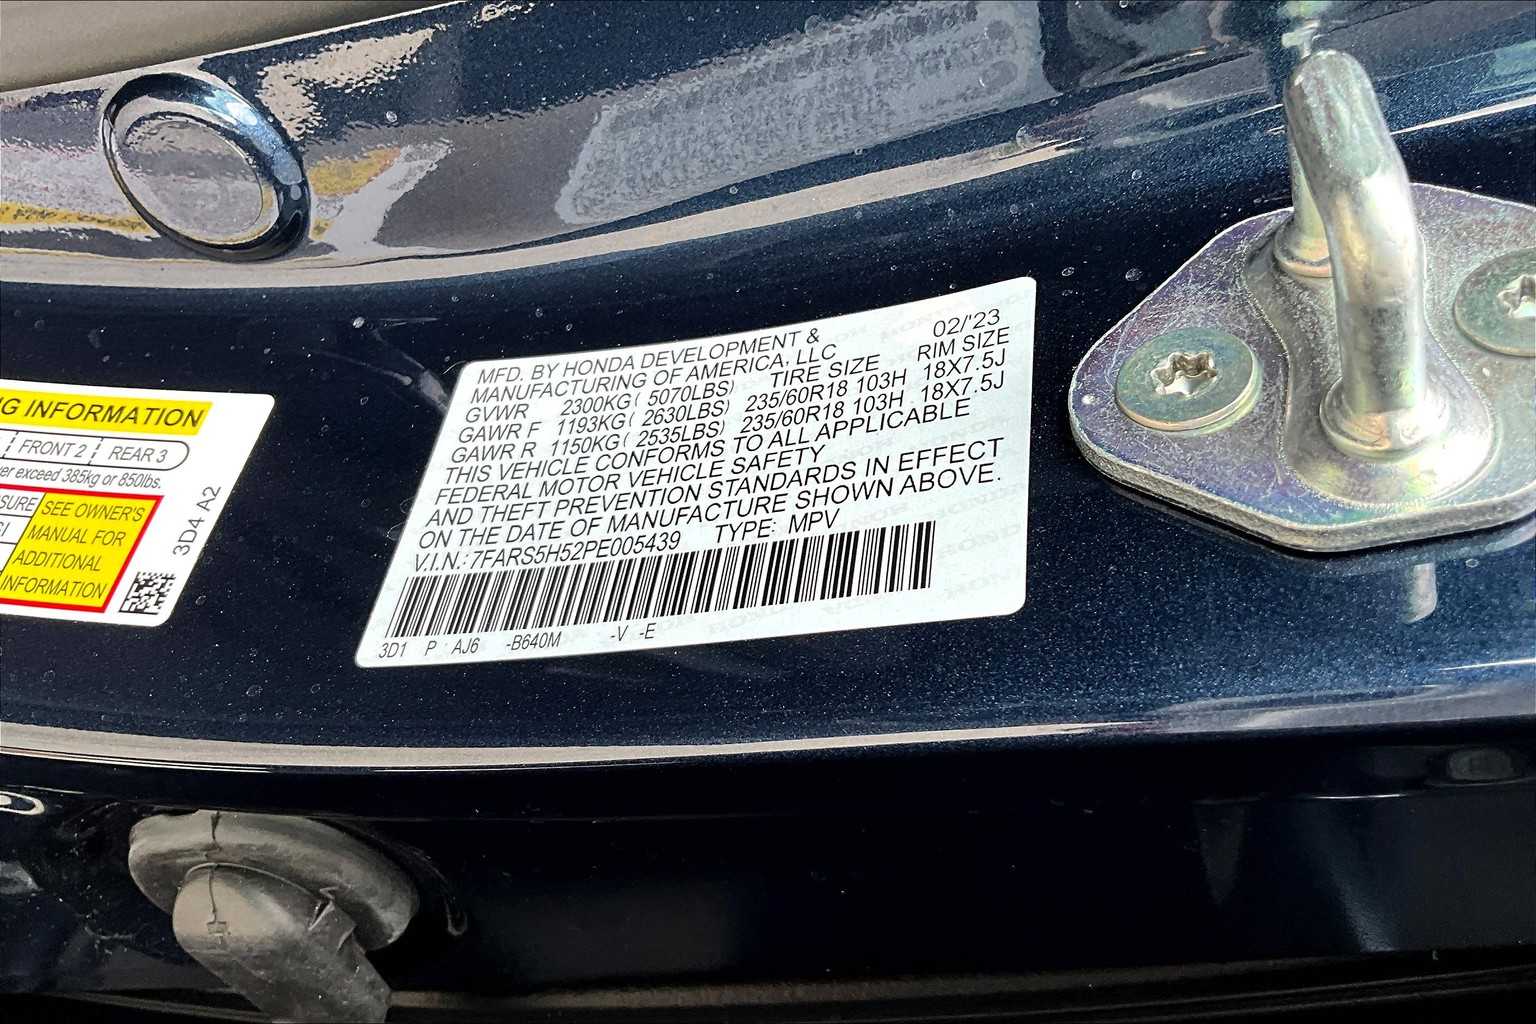 NG INFORMATION
FRONT 2 REAR 3
exceed 385kg or 850lbs.
SEE OWNER'S
MANUAL FOR
ADDITIONAL
INFORMATION
3D4 A2
MFD. BY HONDA DEVELOPMENT & 02/'23
MANUFACTURING OF AMERICA, LLC
TIRE SIZE RIM SIZE
GVWR 2300KG( 5070LBS)
GAWR F 1193KG( 2630LBS) 235/60R18 103H 18X7.5J
GAWR R 1150KG( 2535LBS) 235/60R18 103H 18X7.5J
THIS VEHICLE CONFORMS TO ALL APPLICABLE
FEDERAL MOTOR VEHICLE SAFETY
AND THEFT PREVENTION STANDARDS IN EFFECT
ON THE DATE OF MANUFACTURE SHOWN ABOVE.
V.I.N.: 7FARS5H52PE005439 TYPE: MPV
3D1 P AJ6 -B640M -V -E